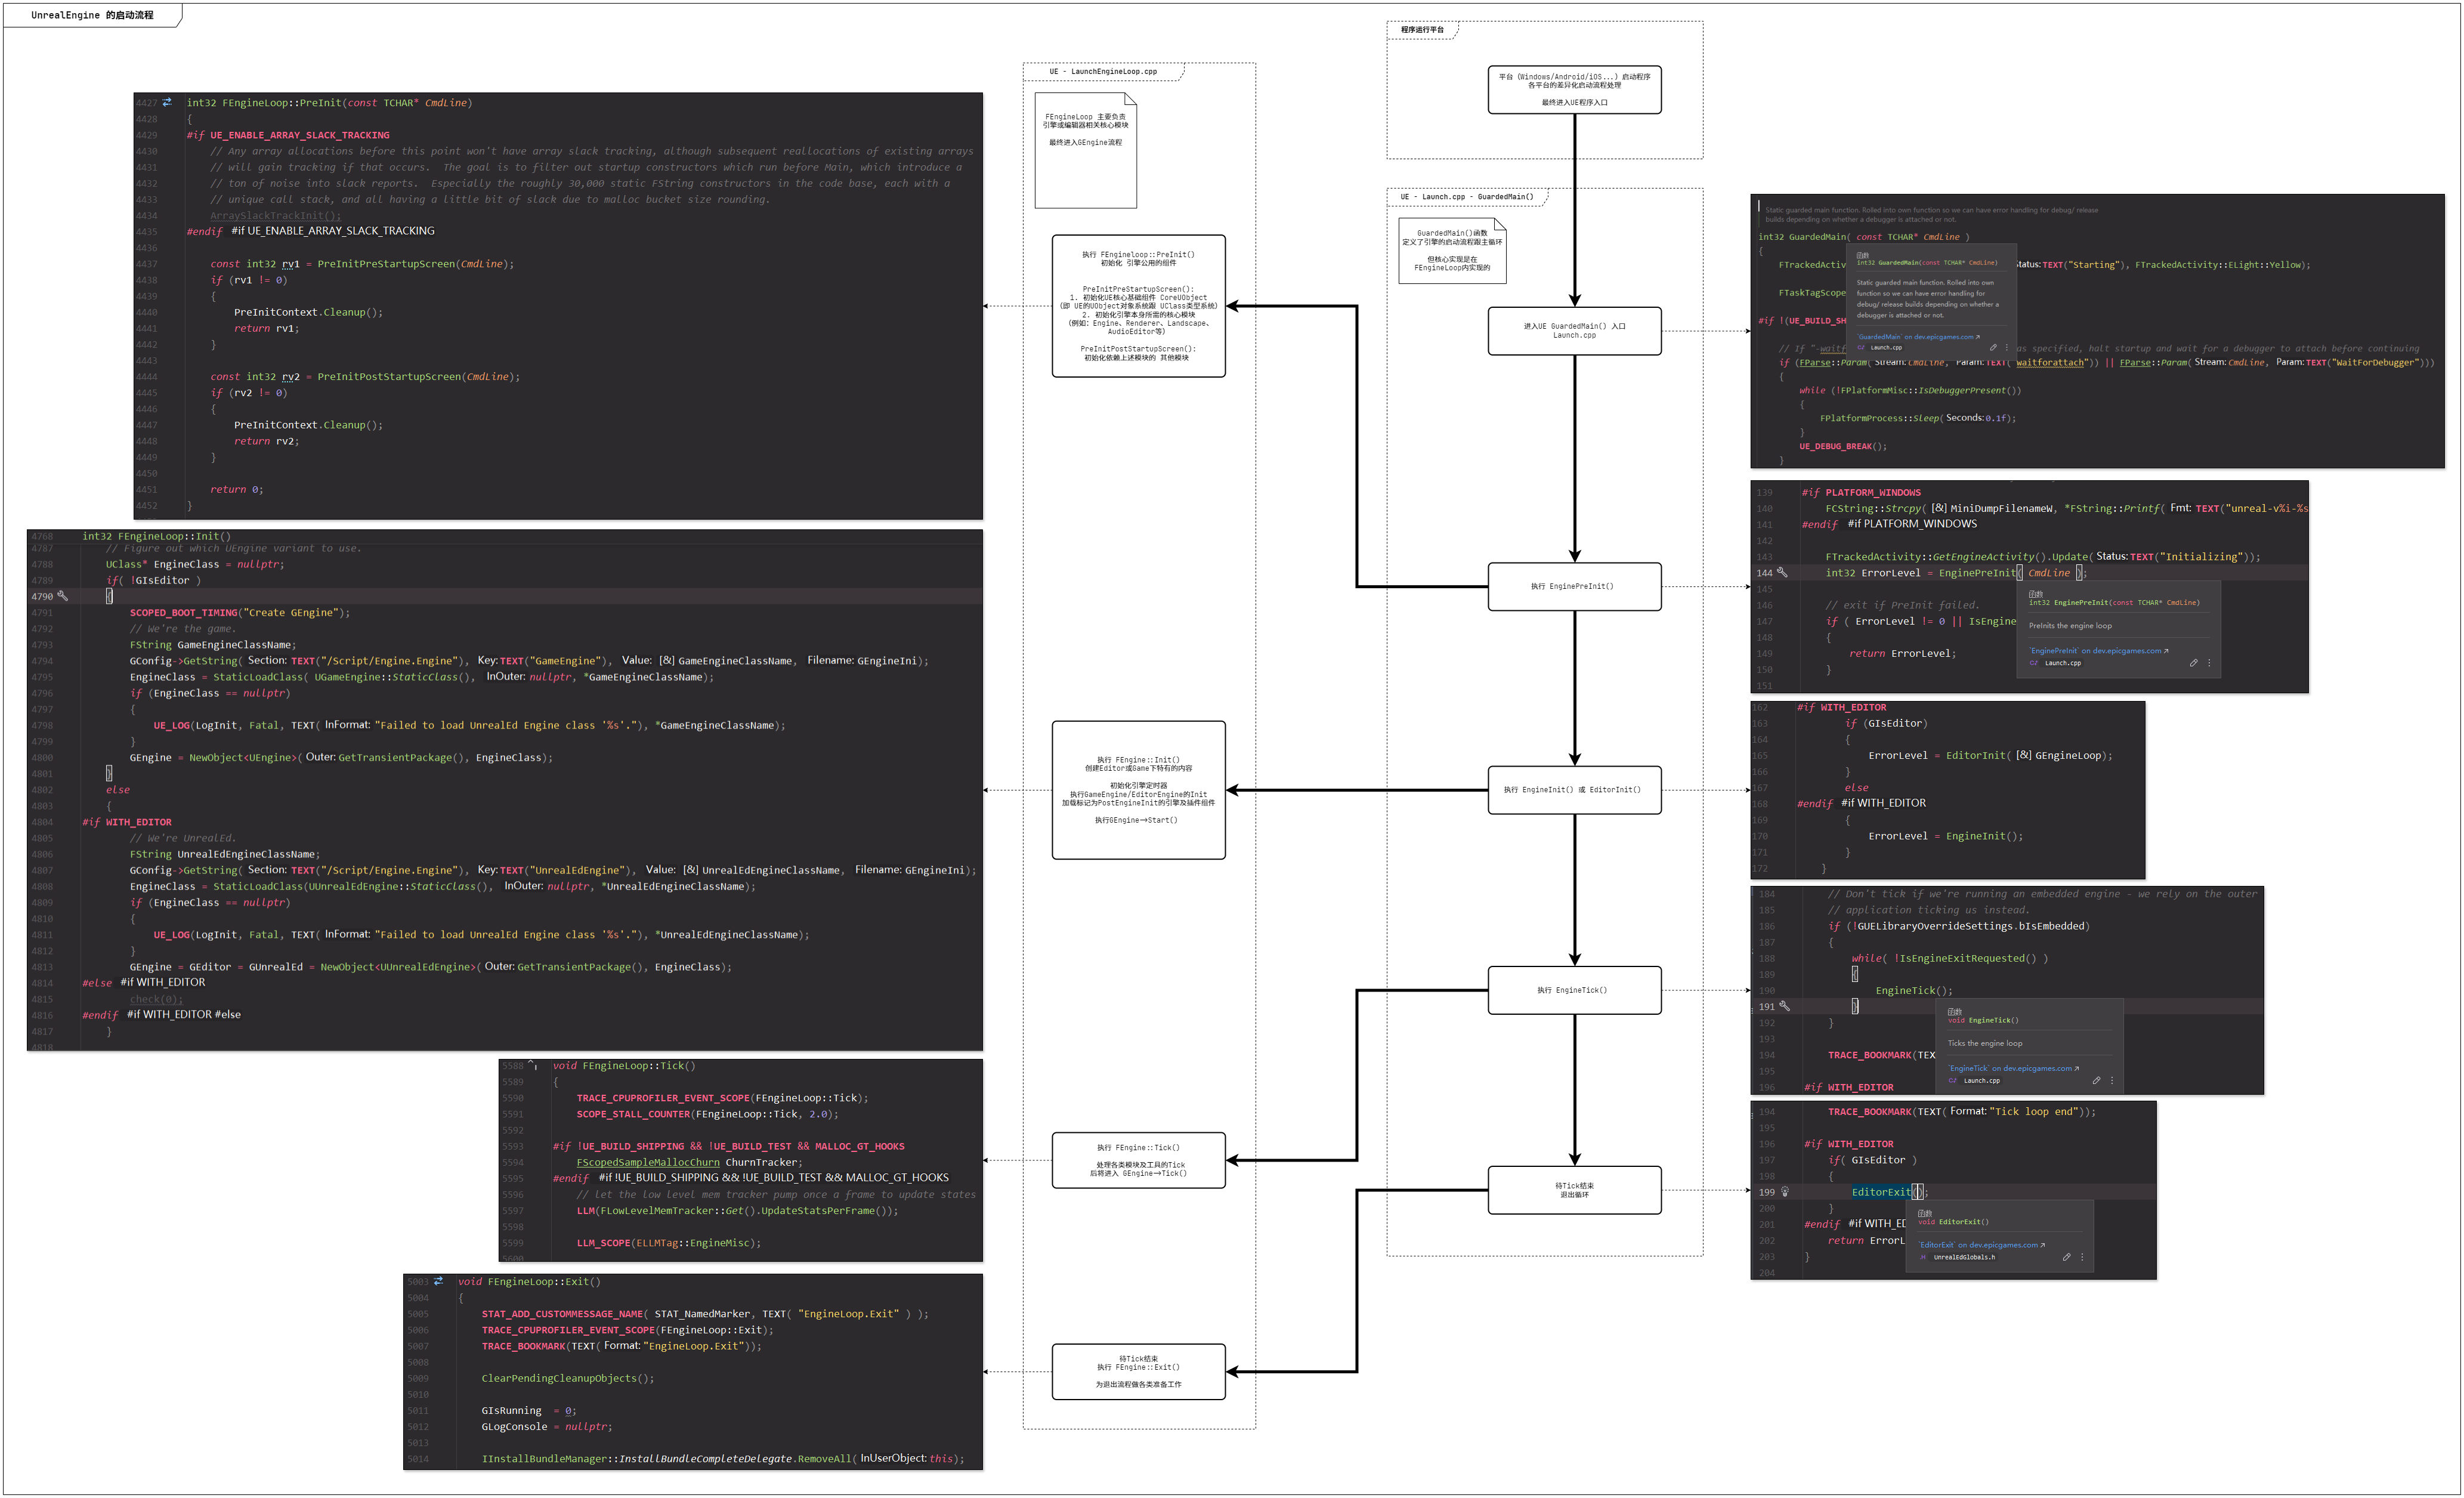 UnrealEngine 的启动流程
程序运行平台
平台（Windows/Android/iOS...）启动程序
各平台的差异化启动流程处理
最终进入UE程序入口
UE - LaunchEngineLoop.cpp
FEngineLoop 主要负责
引擎或编辑器相关核心模块
最终进入GEngine流程
执行 FEngineloop::PreInit()
初始化 引擎公用的组件
PreInitPreStartupScreen():
1. 初始化UE核心基础组件 CoreUObject
(即 UE的UObject对象系统跟 UClass类型系统)
2. 初始化引擎本身所需的核心模块
(例如: Engine、Renderer、Landscape、
AudioEditor等)
PreInitPostStartupScreen():
初始化依赖上述模块的 其他模块
执行 FEngine::Init()
创建Editor或Game下特有的内容
初始化引擎定时器
执行GameEngine/EditorEngine的Init
加载标记为PostEngineInit的引擎及插件组件
执行GEngine->Start()
执行 FEngine::Tick()
处理各类模块及工具的Tick
后将进入 GEngine->Tick()
待Tick结束
执行 FEngine::Exit()
为退出流程做各类准备工作
UE - Launch.cpp - GuardedMain()
GuardedMain()函数
定义了引擎的启动流程跟主循环
但核心实现是在
FEngineLoop内实现的
进入UE GuardedMain() 入口
Launch.cpp
执行 EnginePreInit()
执行 EngineInit() 或 EditorInit()
执行 EngineTick()
待Tick结束
退出循环
4427 int32 FEngineLoop::PreInit(const TCHAR* CmdLine)
4428 {
4429 #if UE_ENABLE_ARRAY_SLACK_TRACKING
4430 // Any array allocations before this point won't have array slack tracking, although subsequent reallocations of existing arrays
4431 // will gain tracking if that occurs.  The goal is to filter out startup constructors which run before Main, which introduce a
4432 // ton of noise into slack reports.  Especially the roughly 30,000 static FString constructors in the code base, each with a
4433 // unique call stack, and all having a little bit of slack due to malloc bucket size rounding.
4434 ArraySlackTrackInit();
4435 #endif #if UE_ENABLE_ARRAY_SLACK_TRACKING
4436
4437 const int32 rv1 = PreInitPreStartupScreen(CmdLine);
4438 if (rv1 != 0)
4439 {
4440 PreInitContext.Cleanup();
4441 return rv1;
4442 }
4443
4444 const int32 rv2 = PreInitPostStartupScreen(CmdLine);
4445 if (rv2 != 0)
4446 {
4447 PreInitContext.Cleanup();
4448 return rv2;
4449 }
4450
4451 return 0;
4452 }
4768 int32 FEngineLoop::Init()
4787 // Figure out which UEngine variant to use.
4788 UClass* EngineClass = nullptr;
4789 if( !GIsEditor )
4790 {
4791 SCOPED_BOOT_TIMING("Create GEngine");
4792 // We're the game.
4793 FString GameEngineClassName;
4794 GConfig->GetString( Section: TEXT("/Script/Engine.Engine"), Key: TEXT("GameEngine"), Value: [&] GameEngineClassName, Filename: GEngineIni);
4795 EngineClass = StaticLoadClass( UGameEngine::StaticClass(), InOuter: nullptr, *GameEngineClassName);
4796 if (EngineClass == nullptr)
4797 {
4798 UE_LOG(LogInit, Fatal, TEXT( InFormat: "Failed to load UnrealEd Engine class '%s'."), *GameEngineClassName);
4799 }
4800 GEngine = NewObject<UEngine>( Outer: GetTransientPackage(), EngineClass);
4801 }
4802 else
4803 {
4804 #if WITH_EDITOR
4805 // We're UnrealEd.
4806 FString UnrealEdEngineClassName;
4807 GConfig->GetString( Section: TEXT("/Script/Engine.Engine"), Key: TEXT("UnrealEdEngine"), Value: [&] UnrealEdEngineClassName, Filename: GEngineIni);
4808 EngineClass = StaticLoadClass(UUnrealEdEngine::StaticClass(), InOuter: nullptr, *UnrealEdEngineClassName);
4809 if (EngineClass == nullptr)
4810 {
4811 UE_LOG(LogInit, Fatal, TEXT( InFormat: "Failed to load UnrealEd Engine class '%s'."), *UnrealEdEngineClassName);
4812 }
4813 GEngine = GEditor = GUnrealEd = NewObject<UUnrealEdEngine>( Outer: GetTransientPackage(), EngineClass);
4814 #else #if WITH_EDITOR
4815 check(0);
4816 #endif #if WITH_EDITOR #else
4817 }
4818
5588 void FEngineLoop::Tick()
5589 {
5590 TRACE_CPUPROFILER_EVENT_SCOPE(FEngineLoop::Tick);
5591 SCOPE_STALL_COUNTER(FEngineLoop::Tick, 2.0);
5592
5593 #if !UE_BUILD_SHIPPING && !UE_BUILD_TEST && MALLOC_GT_HOOKS
5594 FScopedSampleMallocChurn ChurnTracker;
5595 #endif #if !UE_BUILD_SHIPPING && !UE_BUILD_TEST && MALLOC_GT_HOOKS
5596 // let the low level mem tracker pump once a frame to update states
5597 LLM(FLowLevelMemTracker::Get().UpdateStatsPerFrame());
5598
5599 LLM_SCOPE(ELLMTag::EngineMisc);
5600
5003 void FEngineLoop::Exit()
5004 {
5005 STAT_ADD_CUSTOMMESSAGE_NAME( STAT_NamedMarker, TEXT( "EngineLoop.Exit" ) );
5006 TRACE_CPUPROFILER_EVENT_SCOPE(FEngineLoop::Exit);
5007 TRACE_BOOKMARK(TEXT( Format: "EngineLoop.Exit"));
5008
5009 ClearPendingCleanupObjects();
5010
5011 GIsRunning  = 0;
5012 GLogConsole = nullptr;
5013
5014 IInstallBundleManager::InstallBundleCompleteDelegate.RemoveAll( InUserObject: this);
Static guarded main function. Rolled into own function so we can have error handling for debug/ release
builds depending on whether a debugger is attached or not.
int32 GuardedMain( const TCHAR* CmdLine )
{
FTrackedActiv Status: TEXT("Starting"), FTrackedActivity::ELight::Yellow);
FTaskTagScope
#if !(UE_BUILD_SH
函数
int32 GuardedMain(const TCHAR* CmdLine)
Static guarded main function. Rolled into own
function so we can have error handling for
debug/ release builds depending on whether a
debugger is attached or not.
`GuardedMain` on dev.epicgames.com
Launch.cpp
// If "-waitf as specified, halt startup and wait for a debugger to attach before continuing
if (FParse::Param( Stream: CmdLine, Param: TEXT("waitforattach")) || FParse::Param( Stream: CmdLine, Param: TEXT("WaitForDebugger")))
{
while (!FPlatformMisc::IsDebuggerPresent())
{
FPlatformProcess::Sleep( Seconds: 0.1f);
}
UE_DEBUG_BREAK();
}
139 #if PLATFORM_WINDOWS
140 FCString::Strcpy( [&] MiniDumpFilenameW, *FString::Printf( Fmt: TEXT("unreal-v%i-%s
141 #endif #if PLATFORM_WINDOWS
142
143 FTrackedActivity::GetEngineActivity().Update( Status: TEXT("Initializing"));
144 int32 ErrorLevel = EnginePreInit( CmdLine );
145
146 // exit if PreInit failed.
147 if ( ErrorLevel != 0 || IsEngine
148 {
149 return ErrorLevel;
150 }
151
函数
int32 EnginePreInit(const TCHAR* CmdLine)
PreInits the engine loop
`EnginePreInit` on dev.epicgames.com
Launch.cpp
162 #if WITH_EDITOR
163 if (GIsEditor)
164 {
165 ErrorLevel = EditorInit( [&] GEngineLoop);
166 }
167 else
168 #endif #if WITH_EDITOR
169 {
170 ErrorLevel = EngineInit();
171 }
172 }
184 // Don't tick if we're running an embedded engine - we rely on the outer
185 // application ticking us instead.
186 if (!GUELibraryOverrideSettings.bIsEmbedded)
187 {
188 while( !IsEngineExitRequested() )
189 {
190 EngineTick();
191 }
192 }
193
194 TRACE_BOOKMARK(TEX
195
196 #if WITH_EDITOR
函数
void EngineTick()
Ticks the engine loop
`EngineTick` on dev.epicgames.com
Launch.cpp
194 TRACE_BOOKMARK(TEXT( Format: "Tick loop end"));
195
196 #if WITH_EDITOR
197 if( GIsEditor )
198 {
199 EditorExit();
200 }
201 #endif #if WITH_ED
202 return ErrorL
203 }
204
函数
void EditorExit()
`EditorExit` on dev.epicgames.com
UnrealEdGlobals.h